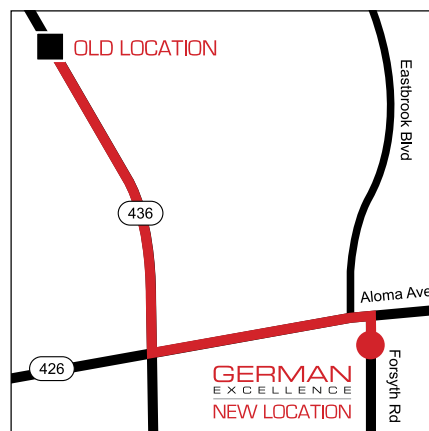 OLD LOCATION
Eastbrook Blvd
436
Aloma Ave
426
GERMAN
EXCELLENCE
NEW LOCATION
Forsyth Rd